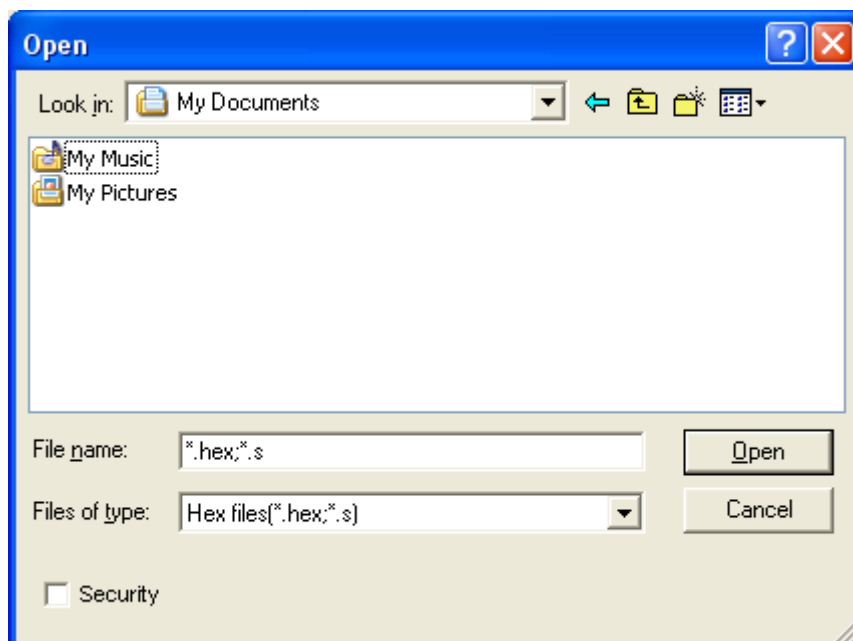 Open
Look in: My Documents
My Music
My Pictures
File name: *.hex;*.s Open
Files of type: Hex files(*.hex;*.s) Cancel
Security